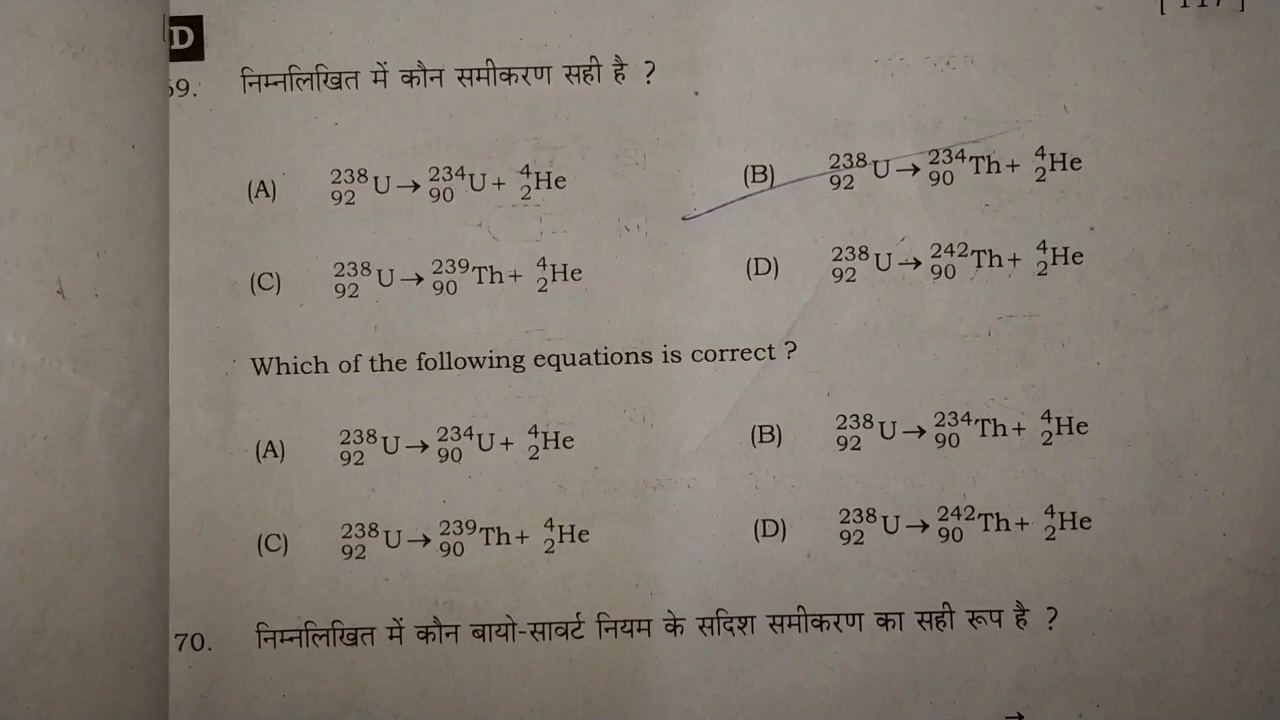 D
69. निम्नलिखित में कौन समीकरण सही है ?
(A) ²³⁸₉₂U → ²³⁴₉₀U + ⁴₂He (B) ²³⁸₉₂U → ²³⁴₉₀Th + ⁴₂He
(C) ²³⁸₉₂U → ²³⁹₉₀Th + ⁴₂He (D) ²³⁸₉₂U → ²⁴²₉₀Th + ⁴₂He
Which of the following equations is correct ?
(A) ²³⁸₉₂U → ²³⁴₉₀U + ⁴₂He (B) ²³⁸₉₂U → ²³⁴₉₀Th + ⁴₂He
(C) ²³⁸₉₂U → ²³⁹₉₀Th + ⁴₂He (D) ²³⁸₉₂U → ²⁴²₉₀Th + ⁴₂He
70. निम्नलिखित में कौन बायो-सावर्ट नियम के सदिश समीकरण का सही रूप है ?